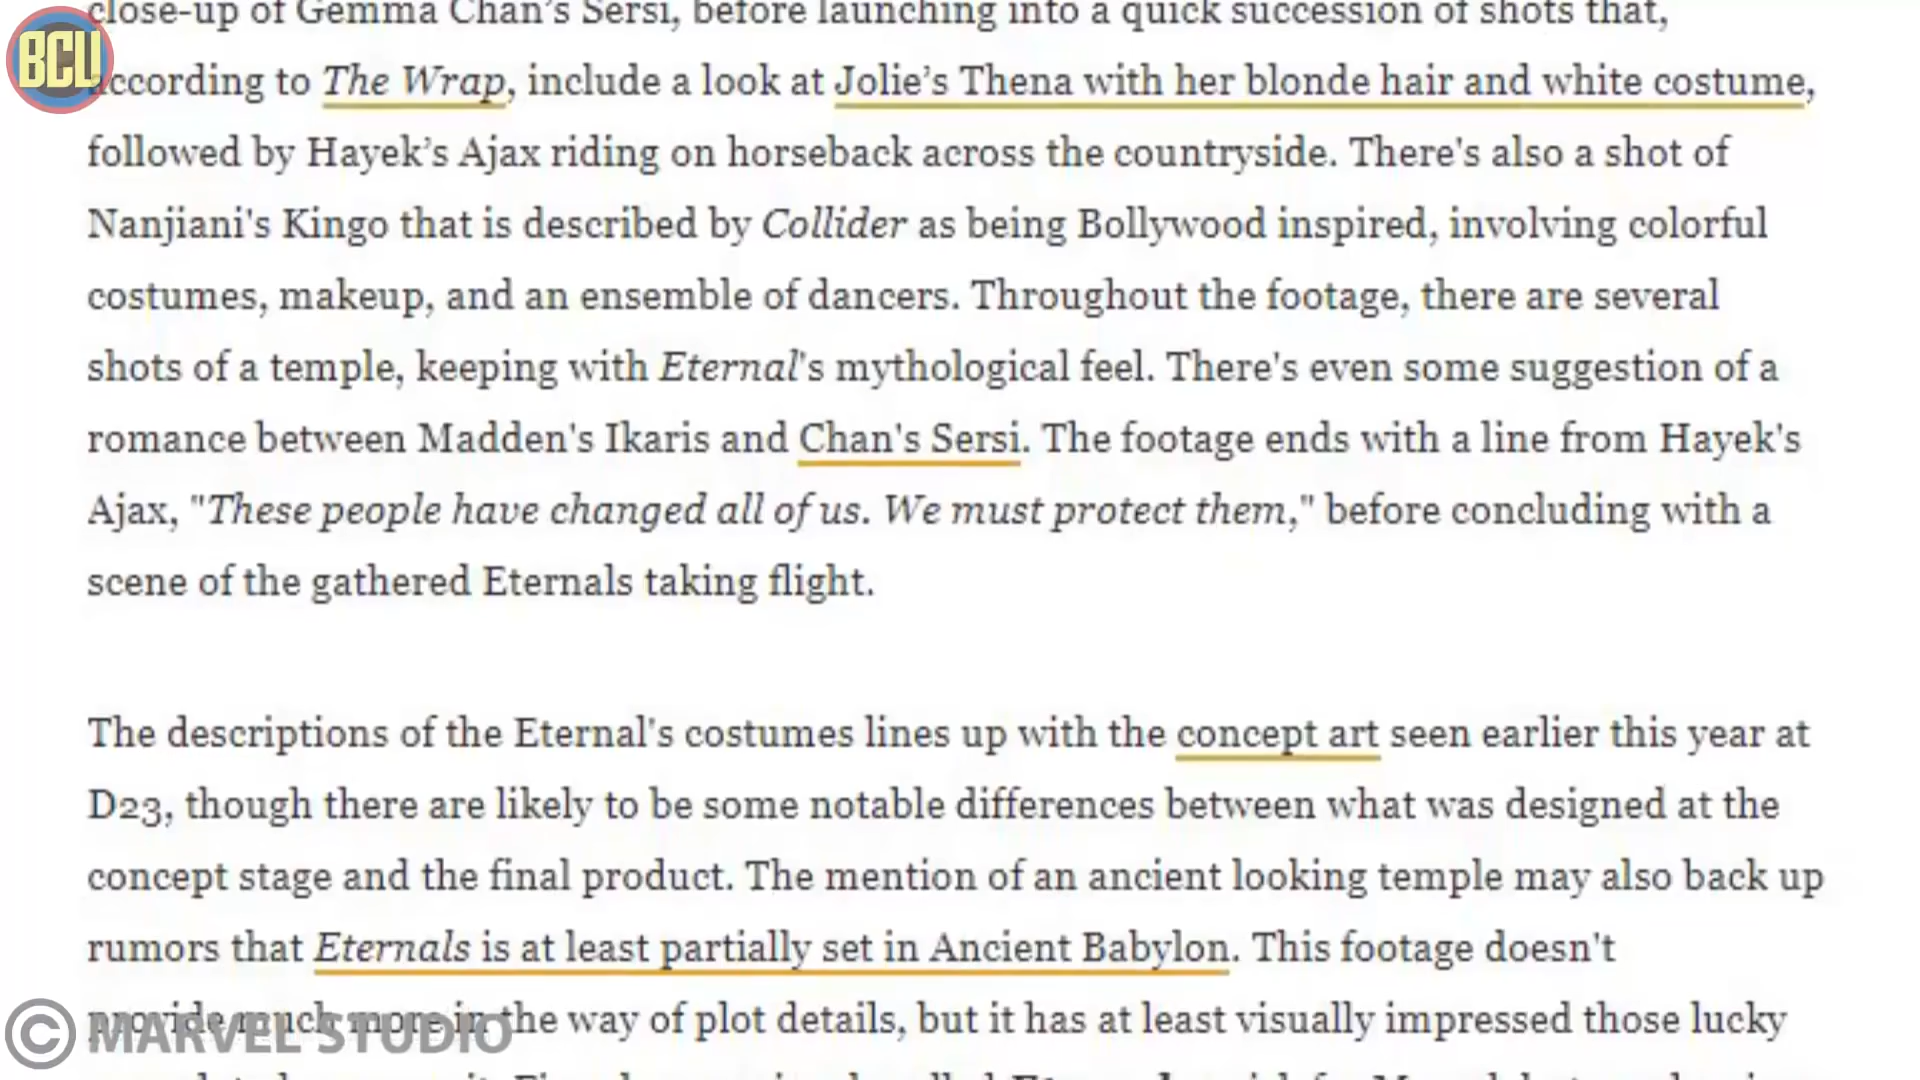 BCU
close-up of Gemma Chan's Sersi, before launching into a quick succession of shots that,
according to The Wrap, include a look at Jolie’s Thena with her blonde hair and white costume,
followed by Hayek’s Ajax riding on horseback across the countryside. There's also a shot of
Nanjiani's Kingo that is described by Collider as being Bollywood inspired, involving colorful
costumes, makeup, and an ensemble of dancers. Throughout the footage, there are several
shots of a temple, keeping with Eternal's mythological feel. There's even some suggestion of a
romance between Madden's Ikaris and Chan's Sersi. The footage ends with a line from Hayek's
Ajax, "These people have changed all of us. We must protect them," before concluding with a
scene of the gathered Eternals taking flight.
The descriptions of the Eternal's costumes lines up with the concept art seen earlier this year at
D23, though there are likely to be some notable differences between what was designed at the
concept stage and the final product. The mention of an ancient looking temple may also back up
rumors that Eternals is at least partially set in Ancient Babylon. This footage doesn't
provide much more in the way of plot details, but it has at least visually impressed those lucky
© MARVEL STUDIO